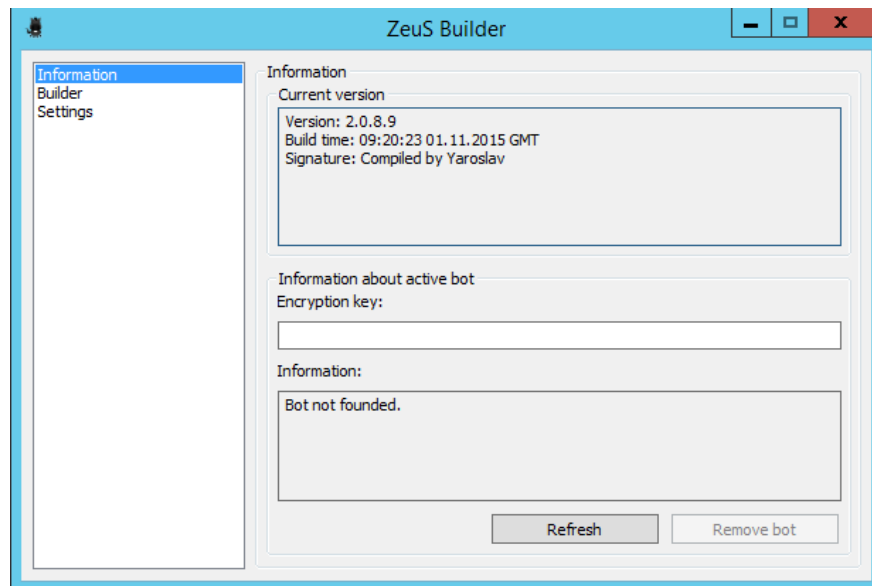 ZeuS Builder
Information
Builder
Settings
Information
Current version
Version: 2.0.8.9
Build time: 09:20:23 01.11.2015 GMT
Signature: Compiled by Yaroslav
Information about active bot
Encryption key:
Information:
Bot not founded.
Refresh
Remove bot